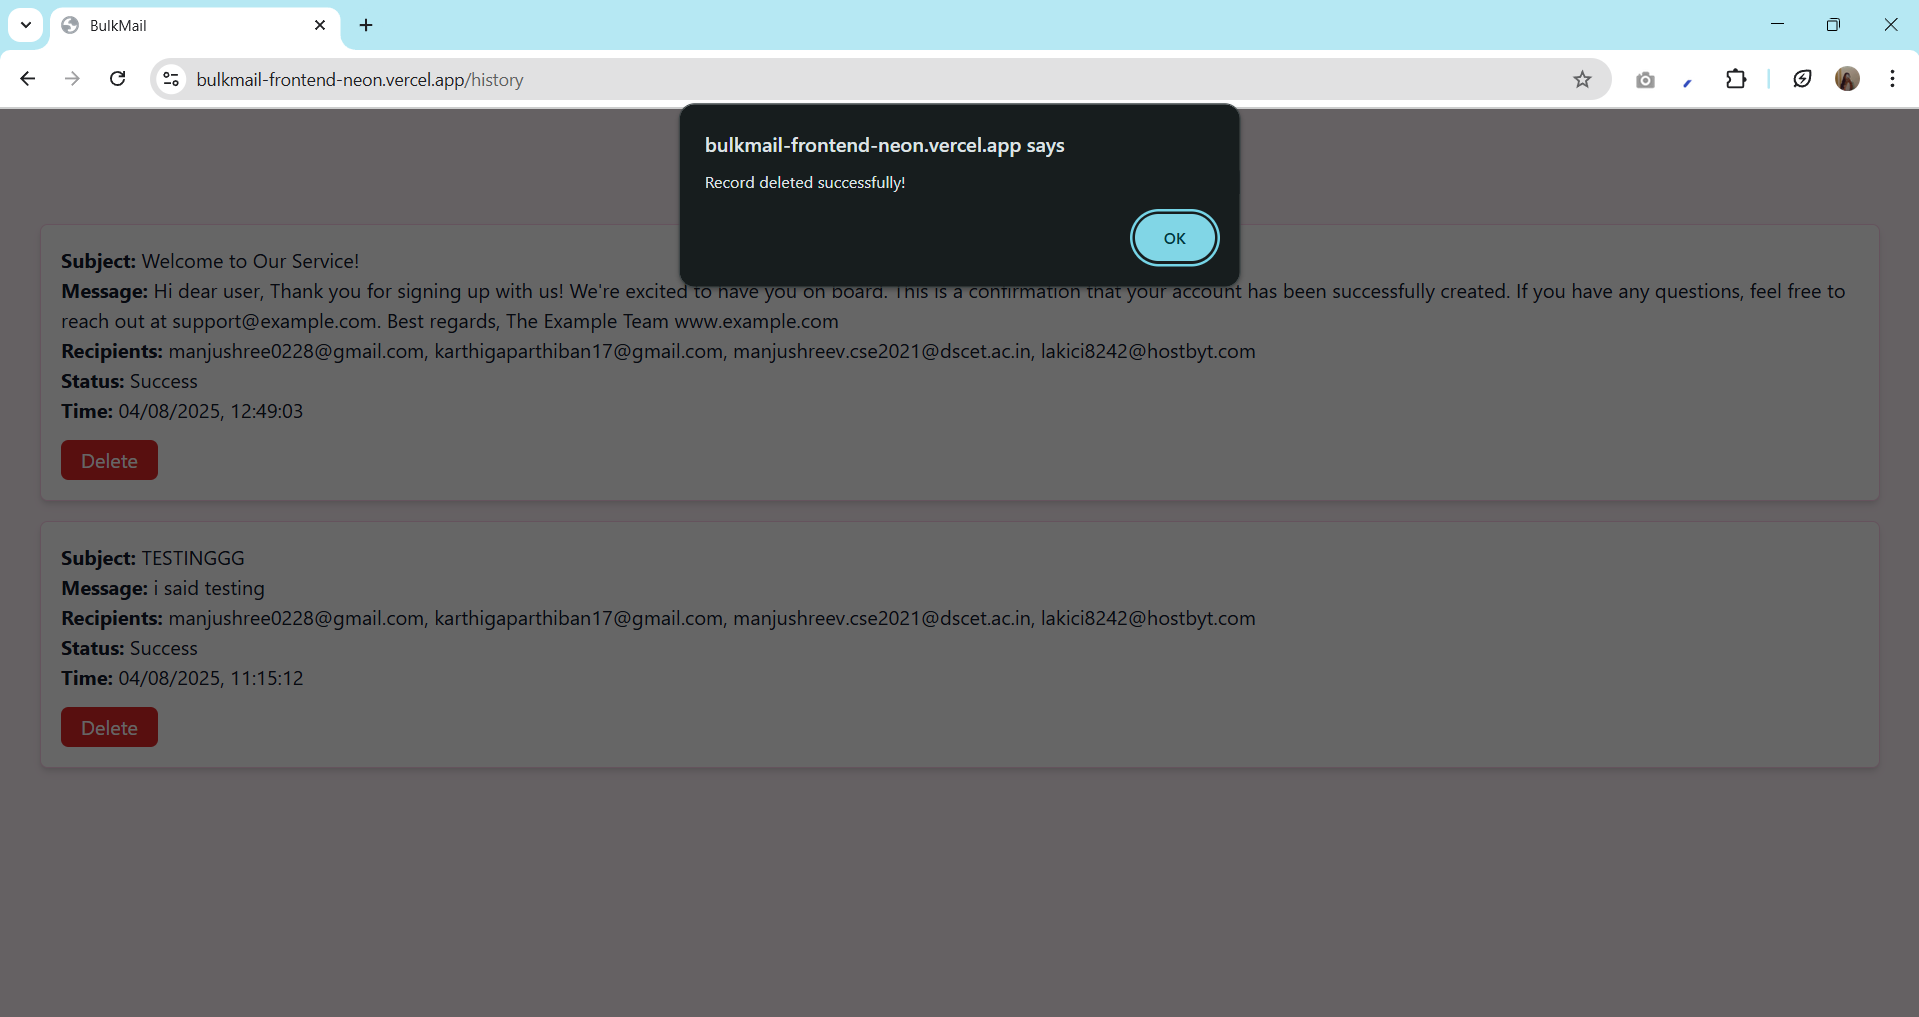 BulkMail
bulkmail-frontend-neon.vercel.app/history
bulkmail-frontend-neon.vercel.app says
Record deleted successfully!
OK
Subject: Welcome to Our Service!
Message: Hi dear user, Thank you for signing up with us! We're excited to have you on board. This is a confirmation that your account has been successfully created. If you have any questions, feel free to
reach out at support@example.com. Best regards, The Example Team www.example.com
Recipients: manjushree0228@gmail.com, karthigaparthiban17@gmail.com, manjushreev.cse2021@dscet.ac.in, lakici8242@hostbyt.com
Status: Success
Time: 04/08/2025, 12:49:03
Delete
Subject: TESTINGGG
Message: i said testing
Recipients: manjushree0228@gmail.com, karthigaparthiban17@gmail.com, manjushreev.cse2021@dscet.ac.in, lakici8242@hostbyt.com
Status: Success
Time: 04/08/2025, 11:15:12
Delete